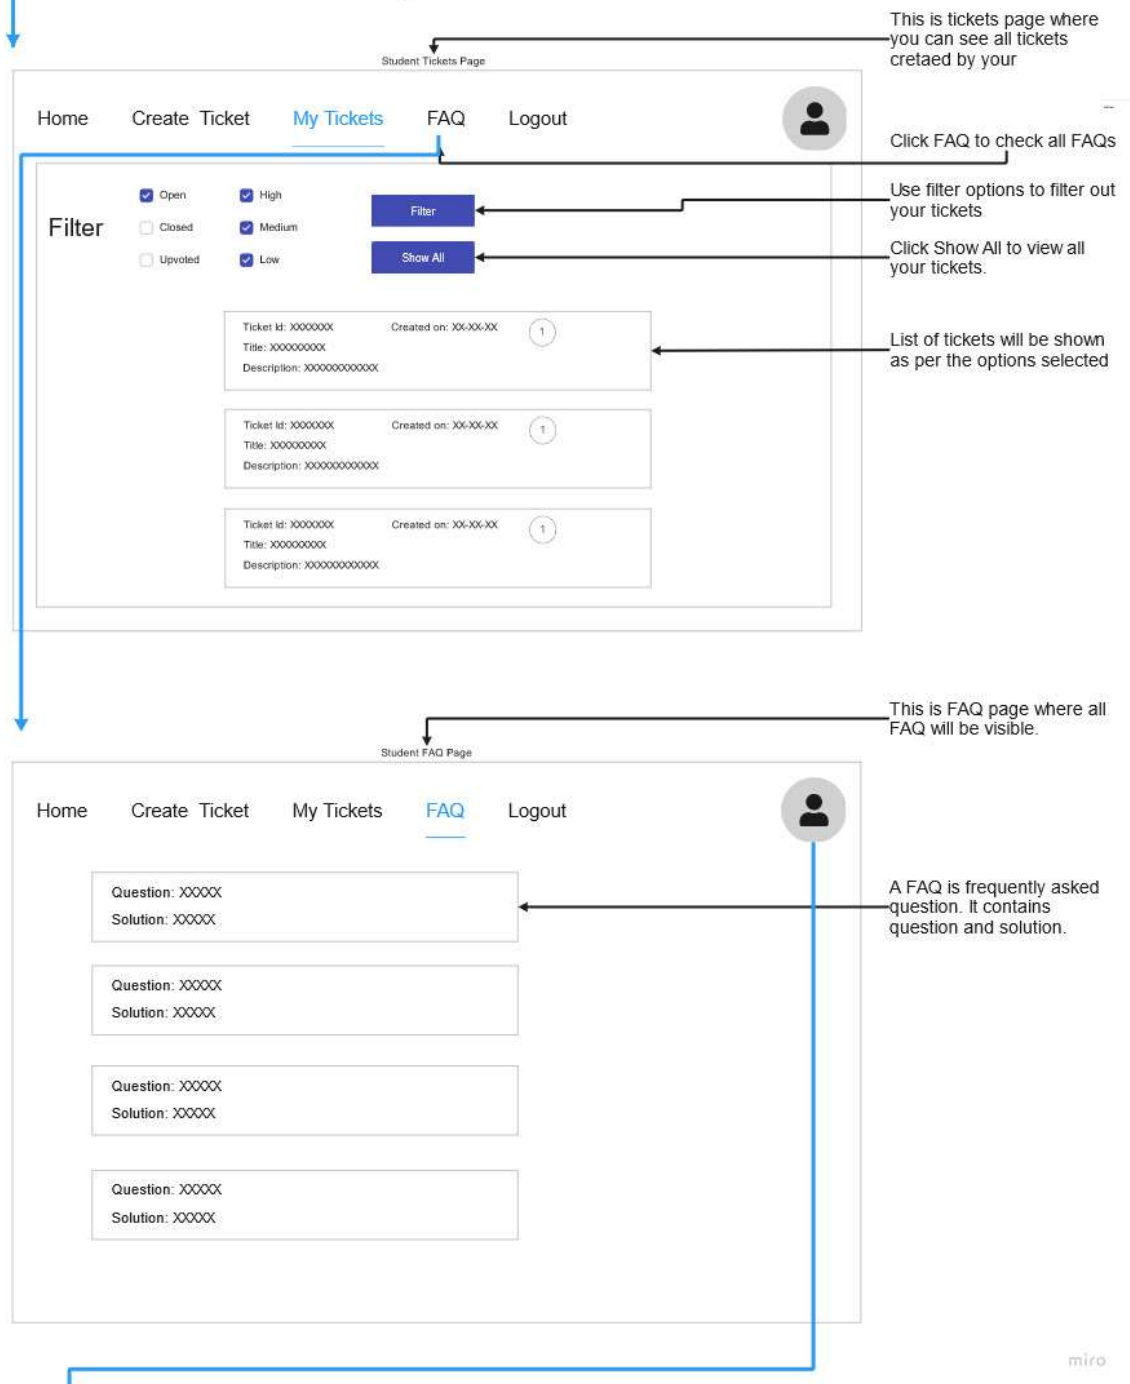 This is tickets page where
you can see all tickets
cretaed by your
Student Tickets Page
Home Create Ticket My Tickets FAQ Logout
Click FAQ to check all FAQs
Use filter options to filter out
your tickets
Filter
Open High
Closed Medium
Upvoted Low
Filter
Show All
Click Show All to view all
your tickets.
Ticket Id: XXXXXXX Created on: XX-XX-XX 1
Title: XXXXXXXXX
Description: XXXXXXXXXXXX
List of tickets will be shown
as per the options selected
Ticket Id: XXXXXXX Created on: XX-XX-XX 1
Title: XXXXXXXXX
Description: XXXXXXXXXXXX
Ticket Id: XXXXXXX Created on: XX-XX-XX 1
Title: XXXXXXXXX
Description: XXXXXXXXXXXX
This is FAQ page where all
FAQ will be visible.
Student FAQ Page
Home Create Ticket My Tickets FAQ Logout
Question: XXXXX
Solution: XXXXX
A FAQ is frequently asked
question. It contains
question and solution.
Question: XXXXX
Solution: XXXXX
Question: XXXXX
Solution: XXXXX
Question: XXXXX
Solution: XXXXX
miro